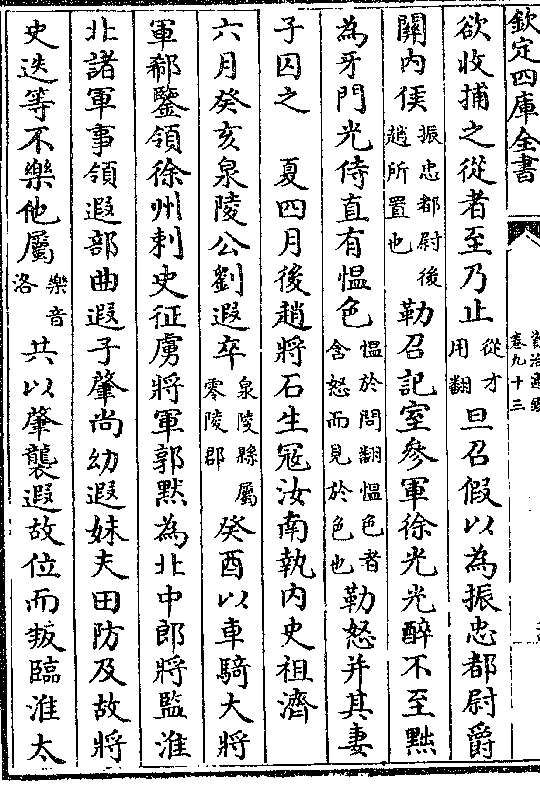 欽定四庫全書
資治通鑑
卷九十三
欲收捕之從者至乃止從才用翻旦召假以為振忠都尉爵
關內侯振忠都尉後趙所置也勒召記室參軍徐光光醉不至黜
為牙門光侍直有愠色愠於問翻愠色者含怒而見於色也勒怒并其妻
子囚之　夏四月後趙將石生冦汝南執內史祖濟
六月癸亥泉陵公劉遐卒泉陵縣屬零陵郡癸酉以車騎大將
軍郗鑒領徐州刺史征虜將軍郭黙為北中郎將監淮
北諸軍事領遐部曲遐子肇尚幼遐妹夫田防及故將
史迭等不樂他屬樂音洛共以肇襲遐故位而叛臨淮太